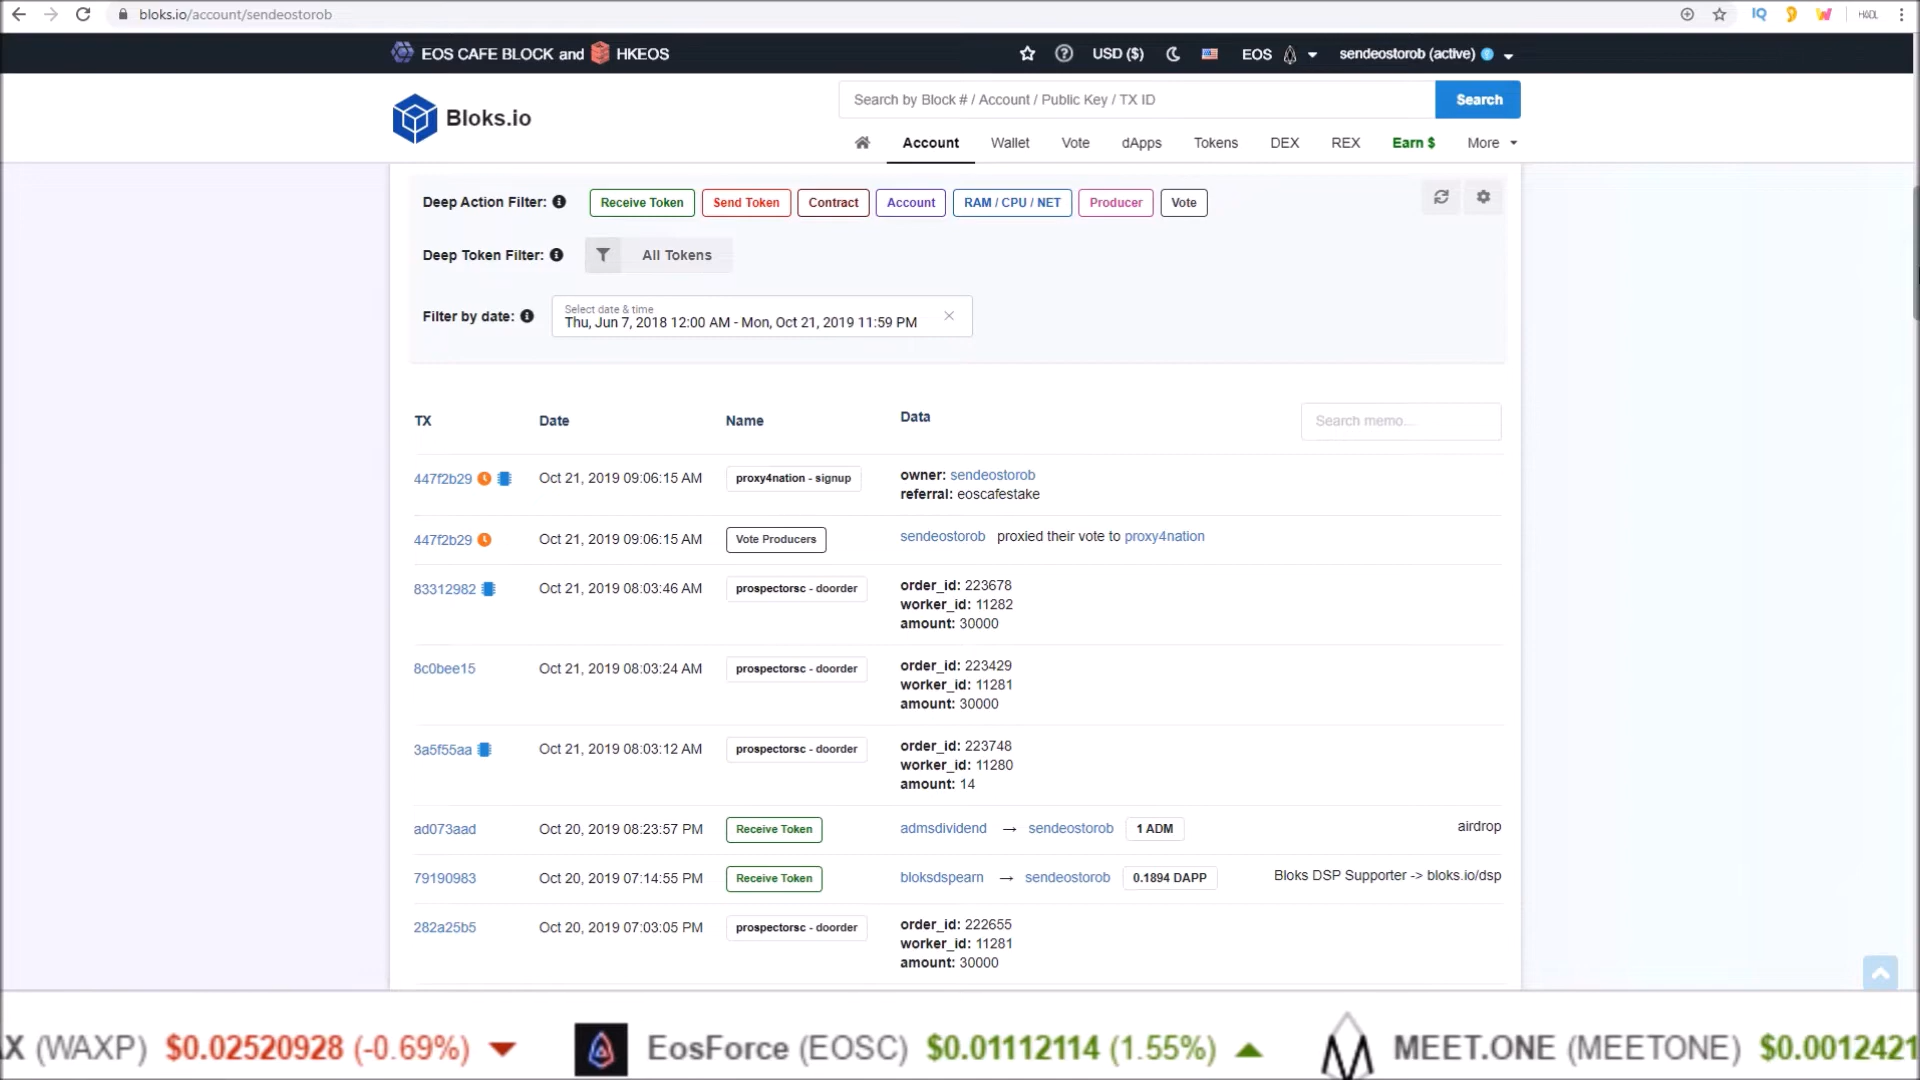 bloks.io/account/sendeostorob
IQ
HODL
EOS CAFE BLOCK and HKEOS
USD ($)
EOS
sendeostorob (active)
Bloks.io
Search by Block # / Account / Public Key / TX ID
Search
Account Wallet Vote dApps Tokens DEX REX Earn $ More
Deep Action Filter: Receive Token Send Token Contract Account RAM / CPU / NET Producer Vote
Deep Token Filter: All Tokens
Filter by date: Select date & time
Thu, Jun 7, 2018 12:00 AM - Mon, Oct 21, 2019 11:59 PM
TX Date Name Data Search memo...
447f2b29 Oct 21, 2019 09:06:15 AM proxy4nation - signup owner: sendeostorob
referral: eoscafestake
447f2b29 Oct 21, 2019 09:06:15 AM Vote Producers sendeostorob proxied their vote to proxy4nation
83312982 Oct 21, 2019 08:03:46 AM prospectorsc - doorder order_id: 223678
worker_id: 11282
amount: 30000
8c0bee15 Oct 21, 2019 08:03:24 AM prospectorsc - doorder order_id: 223429
worker_id: 11281
amount: 30000
3a5f55aa Oct 21, 2019 08:03:12 AM prospectorsc - doorder order_id: 223748
worker_id: 11280
amount: 14
ad073aad Oct 20, 2019 08:23:57 PM Receive Token admsdividend → sendeostorob 1 ADM airdrop
79190983 Oct 20, 2019 07:14:55 PM Receive Token bloksdspearn → sendeostorob 0.1894 DAPP Bloks DSP Supporter -> bloks.io/dsp
282a25b5 Oct 20, 2019 07:03:05 PM prospectorsc - doorder order_id: 222655
worker_id: 11281
amount: 30000
X (WAXP) $0.02520928 (-0.69%) EosForce (EOSC) $0.01112114 (1.55%) MEET.ONE (MEETONE) $0.0012421